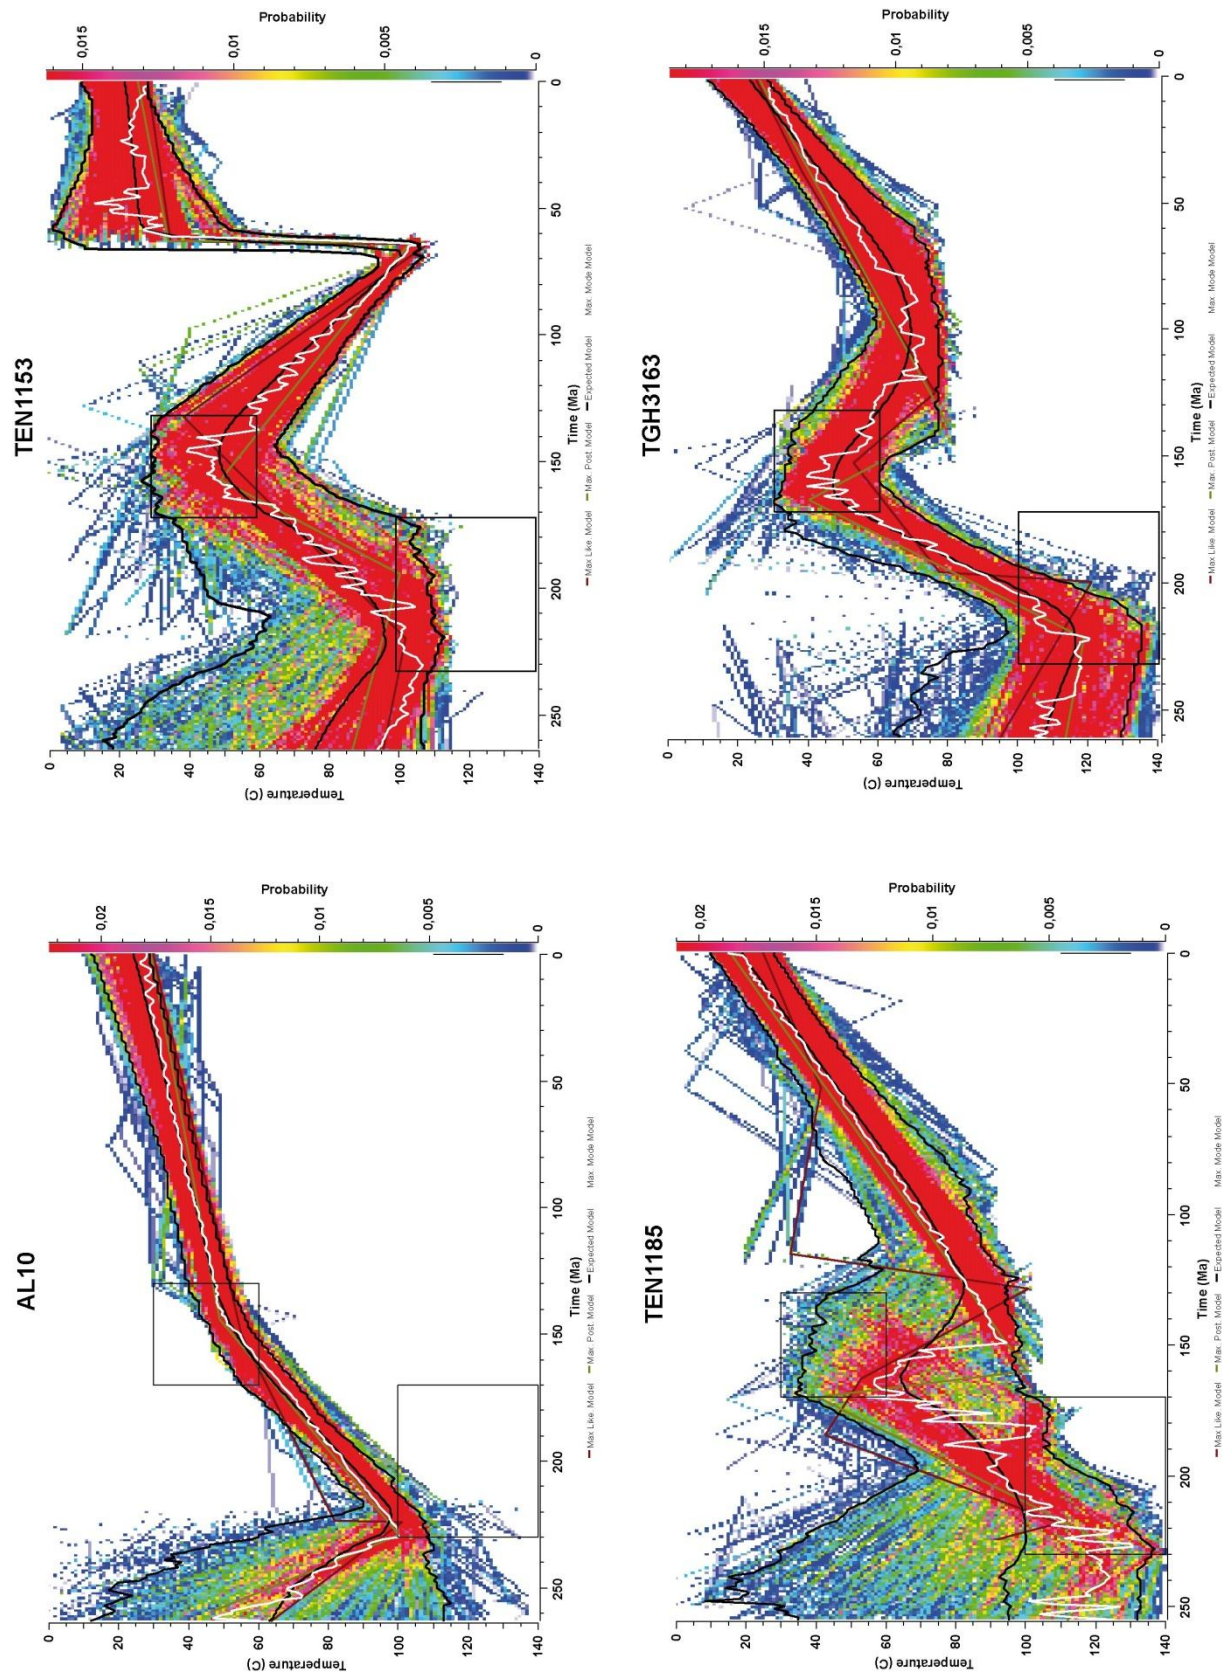 AL10
Temperature (C)
0
20
40
60
80
100
120
140
250
200
150
100
50
0
Time (Ma)
Max Like. Model
Max. Post. Model
Expected Model
Max. Mode Model
Probability
0,02
0,015
0,01
0,005
0
TEN1153
Temperature (C)
0
20
40
60
80
100
120
140
250
200
150
100
50
0
Time (Ma)
Max Like. Model
Max. Post. Model
Expected Model
Max. Mode Model
Probability
0,015
0,01
0,005
0
TEN1185
Temperature (C)
0
20
40
60
80
100
120
140
250
200
150
100
50
0
Time (Ma)
Max Like. Model
Max. Post. Model
Expected Model
Max. Mode Model
Probability
0,02
0,015
0,01
0,005
0
TGH3163
Temperature (C)
0
20
40
60
80
100
120
140
250
200
150
100
50
0
Time (Ma)
Max Like. Model
Max. Post. Model
Expected Model
Max. Mode Model
Probability
0,015
0,01
0,005
0